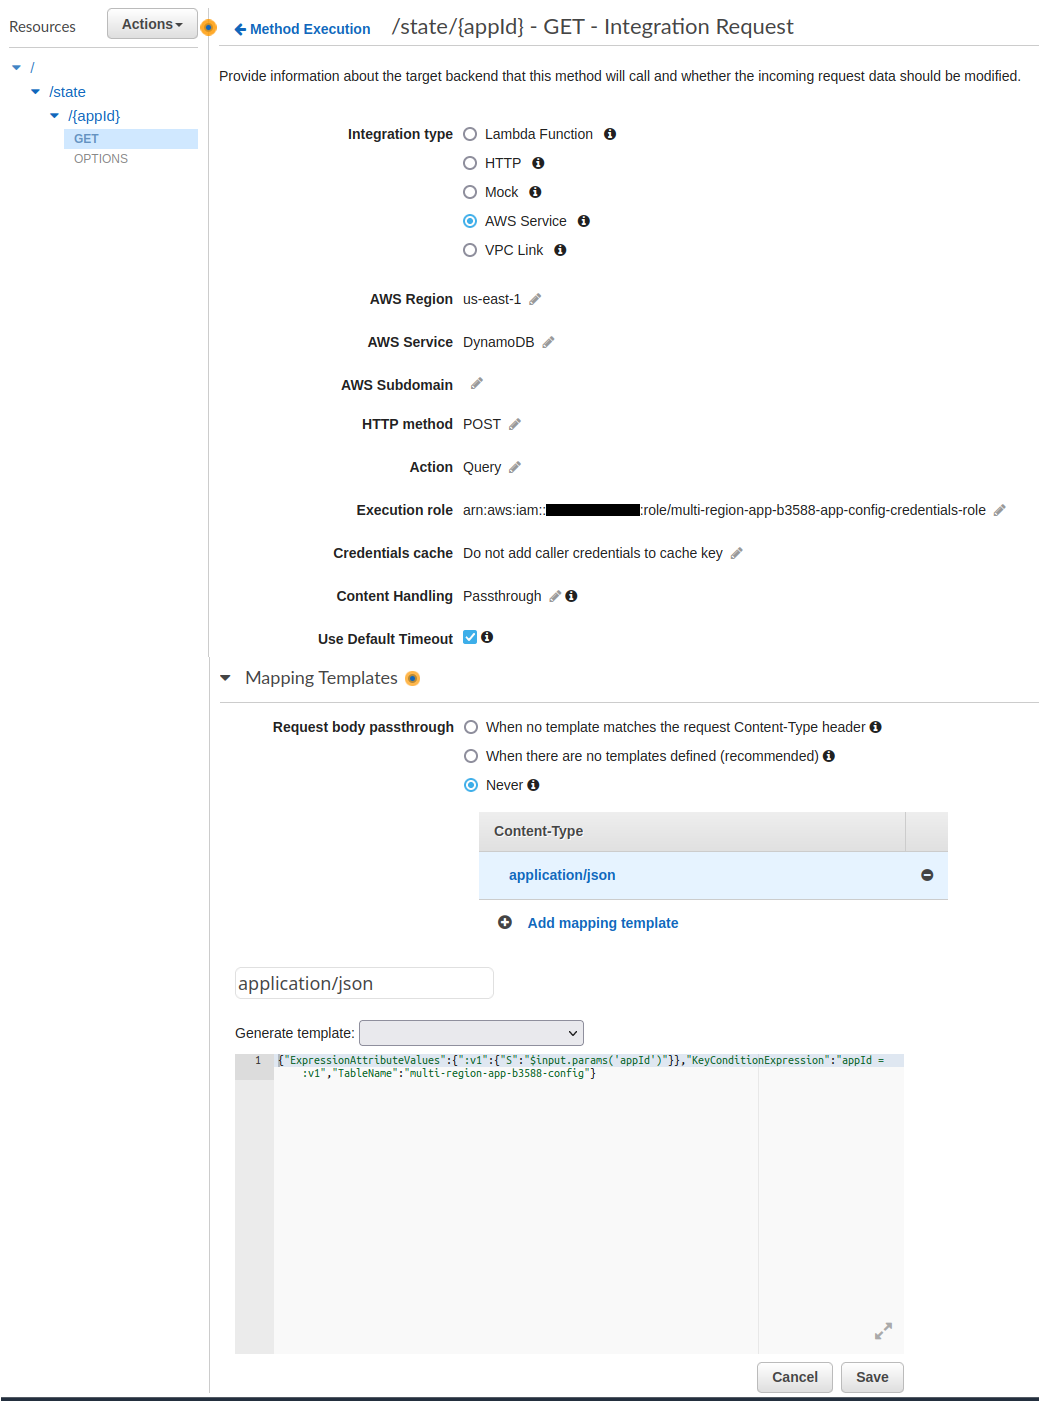 Resources
Actions
/
/state
/{appId}
GET
OPTIONS
Method Execution
/state/{appId} - GET - Integration Request
Provide information about the target backend that this method will call and whether the incoming request data should be modified.
Integration type
Lambda Function
HTTP
Mock
AWS Service
VPC Link
AWS Region us-east-1
AWS Service DynamoDB
AWS Subdomain
HTTP method POST
Action Query
Execution role arn:aws:iam:: :role/multi-region-app-b3588-app-config-credentials-role
Credentials cache Do not add caller credentials to cache key
Content Handling Passthrough
Use Default Timeout
Mapping Templates
Request body passthrough
When no template matches the request Content-Type header
When there are no templates defined (recommended)
Never
Content-Type
application/json
Add mapping template
application/json
Generate template:
1 {"ExpressionAttributeValues":{":v1":{"S":"$input.params('appId')"}},"KeyConditionExpression":"appId =
:v1","TableName":"multi-region-app-b3588-config"}
Cancel
Save